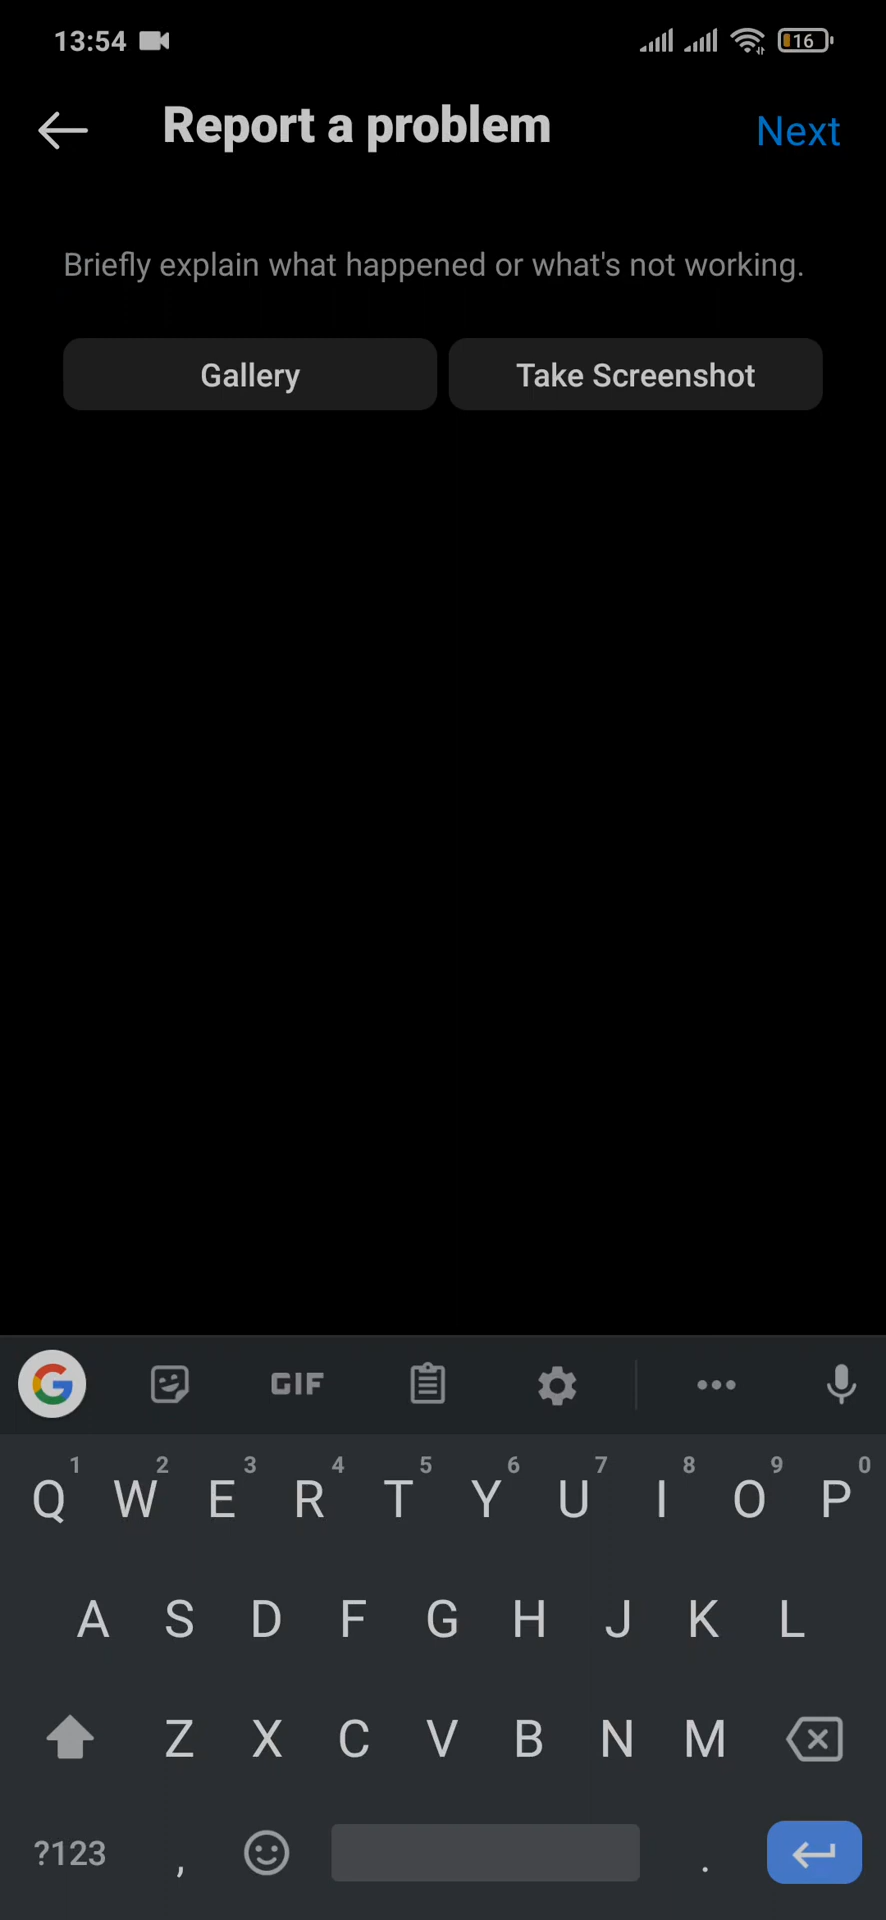 13:54 16
Report a problem Next
Briefly explain what happened or what's not working.
Gallery Take Screenshot
GIF
1 2 3 4 5 6 7 8 9 0
Q W E R T Y U I O P
A S D F G H J K L
Z X C V B N M
?123 , .